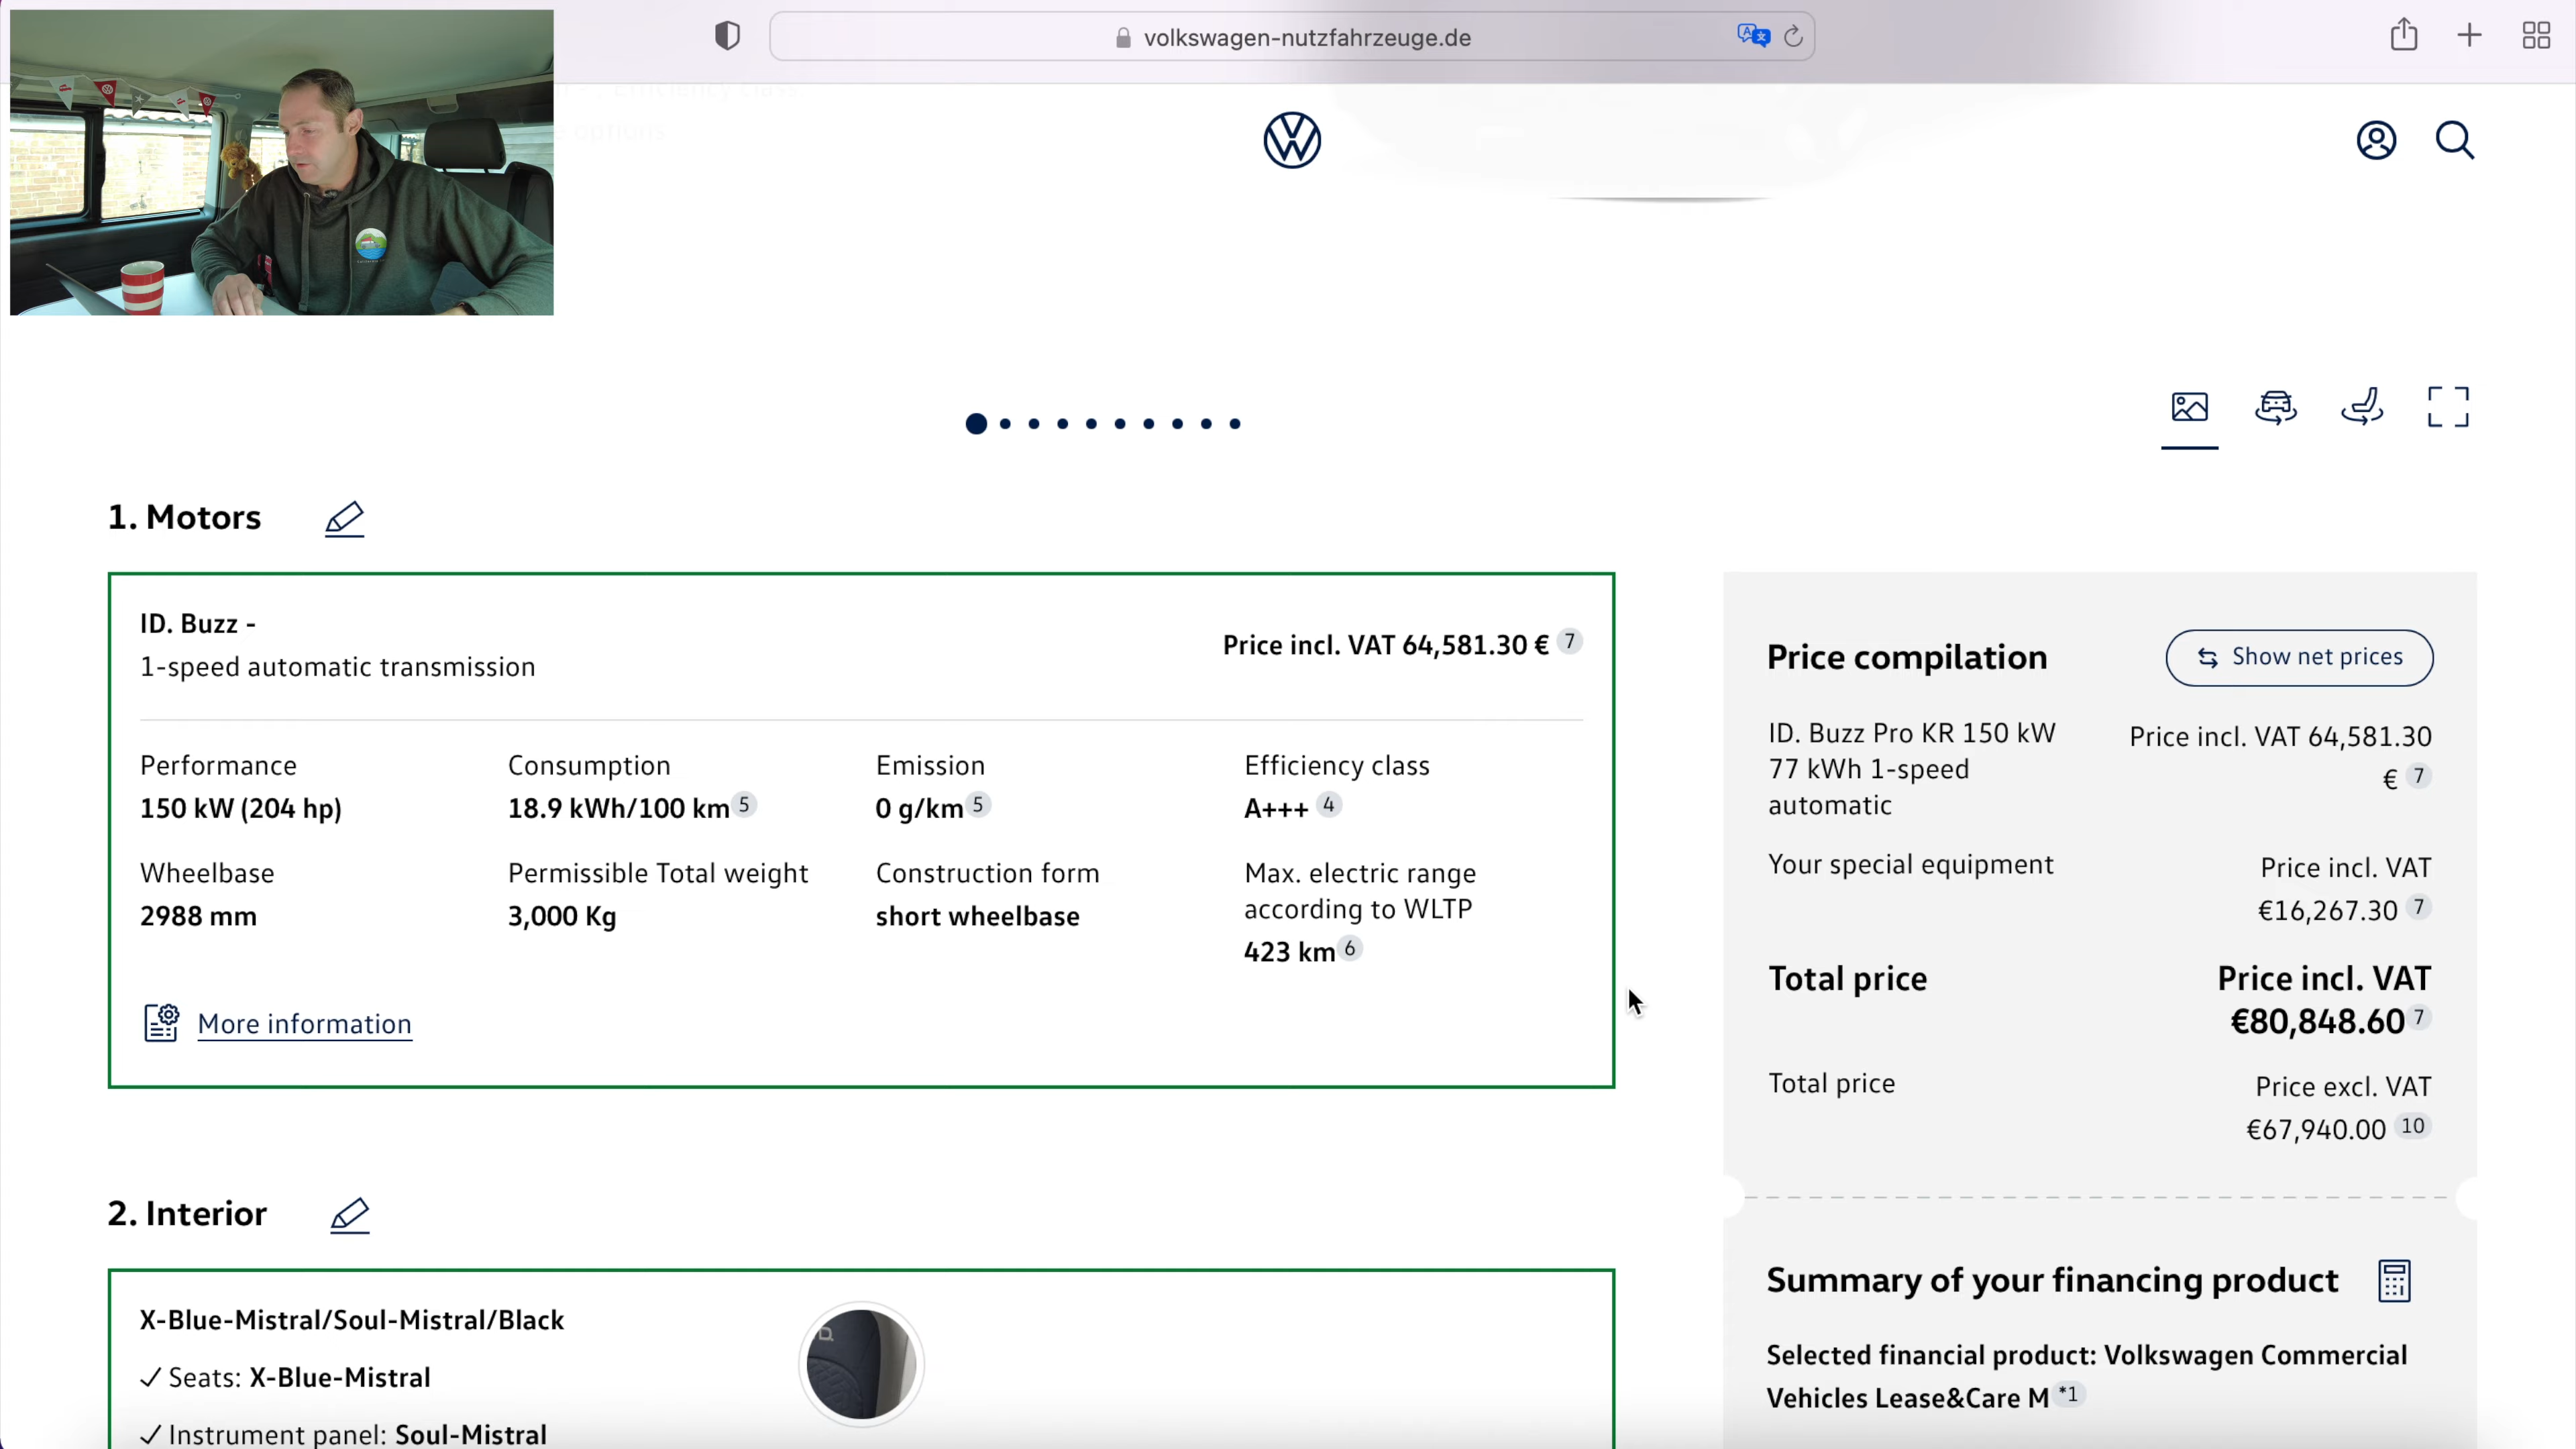 volkswagen-nutzfahrzeuge.de
1. Motors
ID. Buzz -
1-speed automatic transmission
Price incl. VAT 64,581.30 € 7
Performance
150 kW (204 hp)
Consumption
18.9 kWh/100 km 5
Emission
0 g/km 5
Efficiency class
A+++ 4
Wheelbase
2988 mm
Permissible Total weight
3,000 Kg
Construction form
short wheelbase
Max. electric range
according to WLTP
423 km 6
More information
2. Interior
X-Blue-Mistral/Soul-Mistral/Black
✓ Seats: X-Blue-Mistral
✓ Instrument panel: Soul-Mistral
Price compilation
Show net prices
ID. Buzz Pro KR 150 kW
77 kWh 1-speed
automatic
Price incl. VAT 64,581.30
€ 7
Your special equipment
Price incl. VAT
€16,267.30 7
Total price
Price incl. VAT
€80,848.60 7
Total price
Price excl. VAT
€67,940.00 10
Summary of your financing product
Selected financial product: Volkswagen Commercial
Vehicles Lease&Care M *1